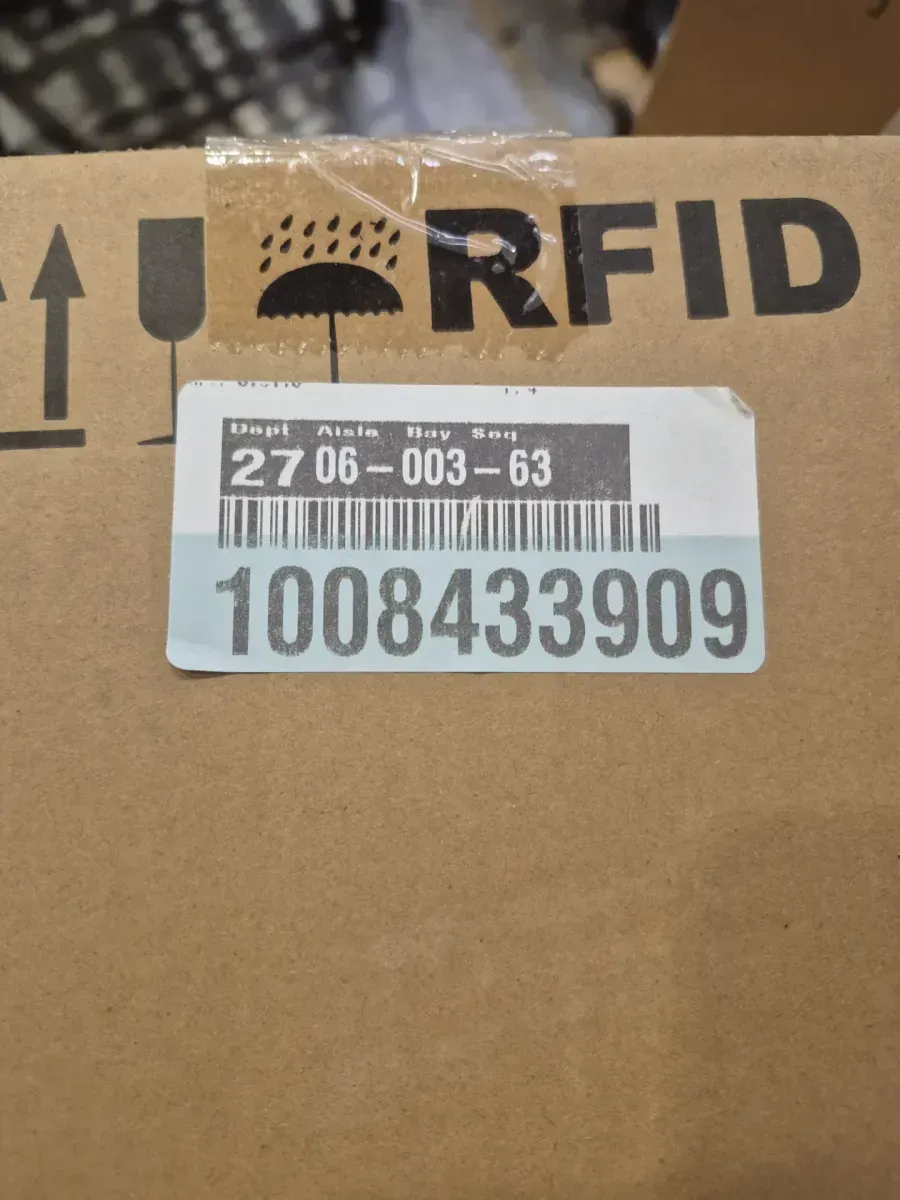 RFID
Dept Aisle Bay Seq
27 06-003-63
1008433909